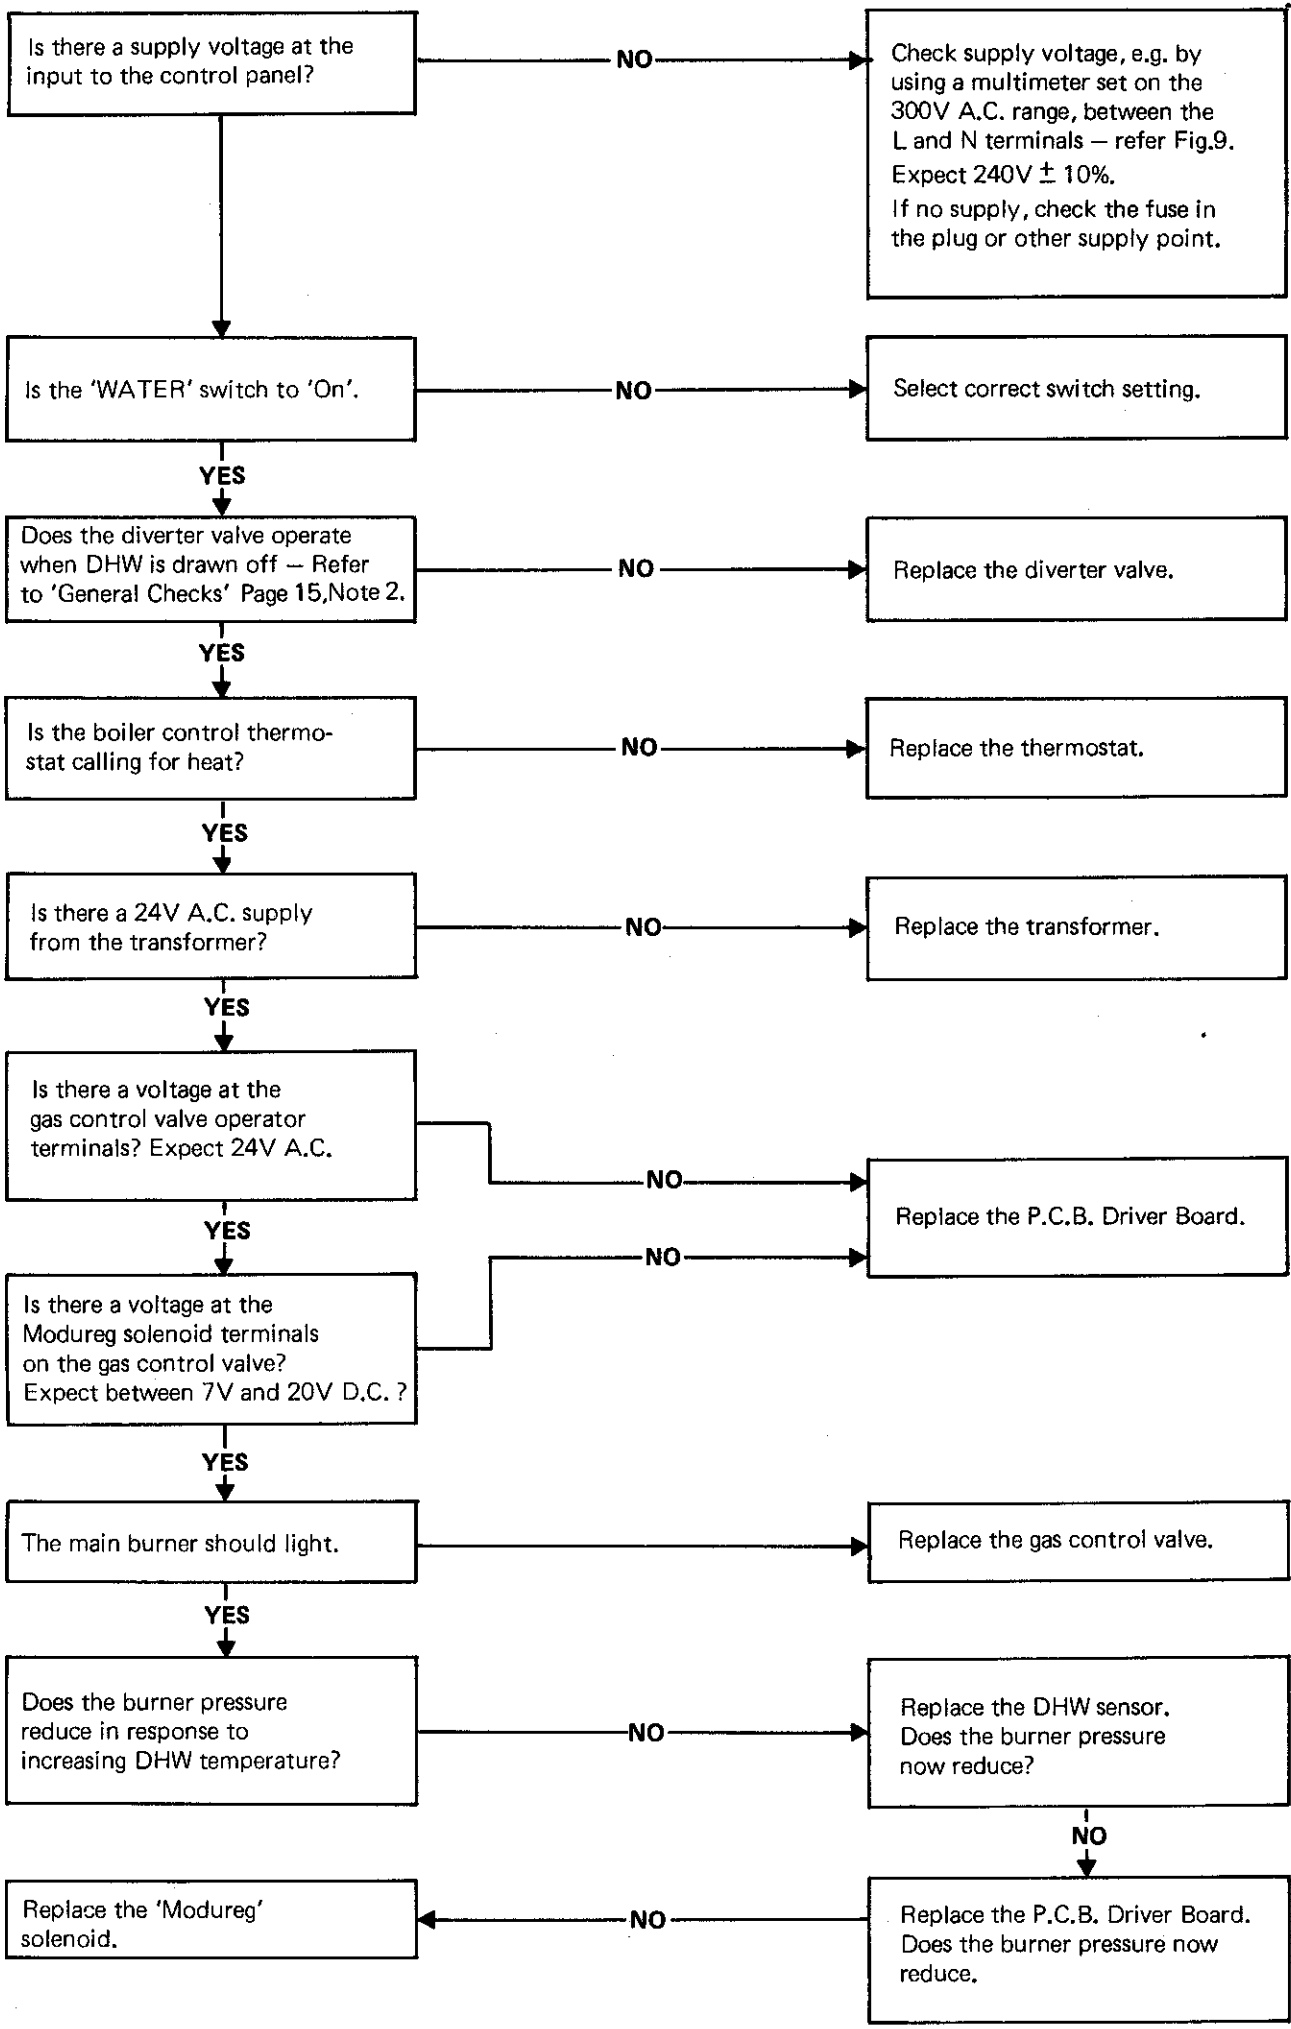 Is there a supply voltage at the
input to the control panel?
NO
Check supply voltage, e.g. by
using a multimeter set on the
300V A.C. range, between the
L and N terminals — refer Fig.9.
Expect 240V ± 10%.
If no supply, check the fuse in
the plug or other supply point.
Is the 'WATER' switch to 'On'.
NO
Select correct switch setting.
YES
Does the diverter valve operate
when DHW is drawn off — Refer
to 'General Checks' Page 15,Note 2.
NO
Replace the diverter valve.
YES
Is the boiler control thermo-
stat calling for heat?
NO
Replace the thermostat.
YES
Is there a 24V A.C. supply
from the transformer?
NO
Replace the transformer.
YES
Is there a voltage at the
gas control valve operator
terminals? Expect 24V A.C.
NO
Replace the P.C.B. Driver Board.
YES
NO
Is there a voltage at the
Modureg solenoid terminals
on the gas control valve?
Expect between 7V and 20V D.C. ?
YES
The main burner should light.
Replace the gas control valve.
YES
Does the burner pressure
reduce in response to
increasing DHW temperature?
NO
Replace the DHW sensor.
Does the burner pressure
now reduce?
NO
Replace the P.C.B. Driver Board.
Does the burner pressure now
reduce.
NO
Replace the 'Modureg'
solenoid.